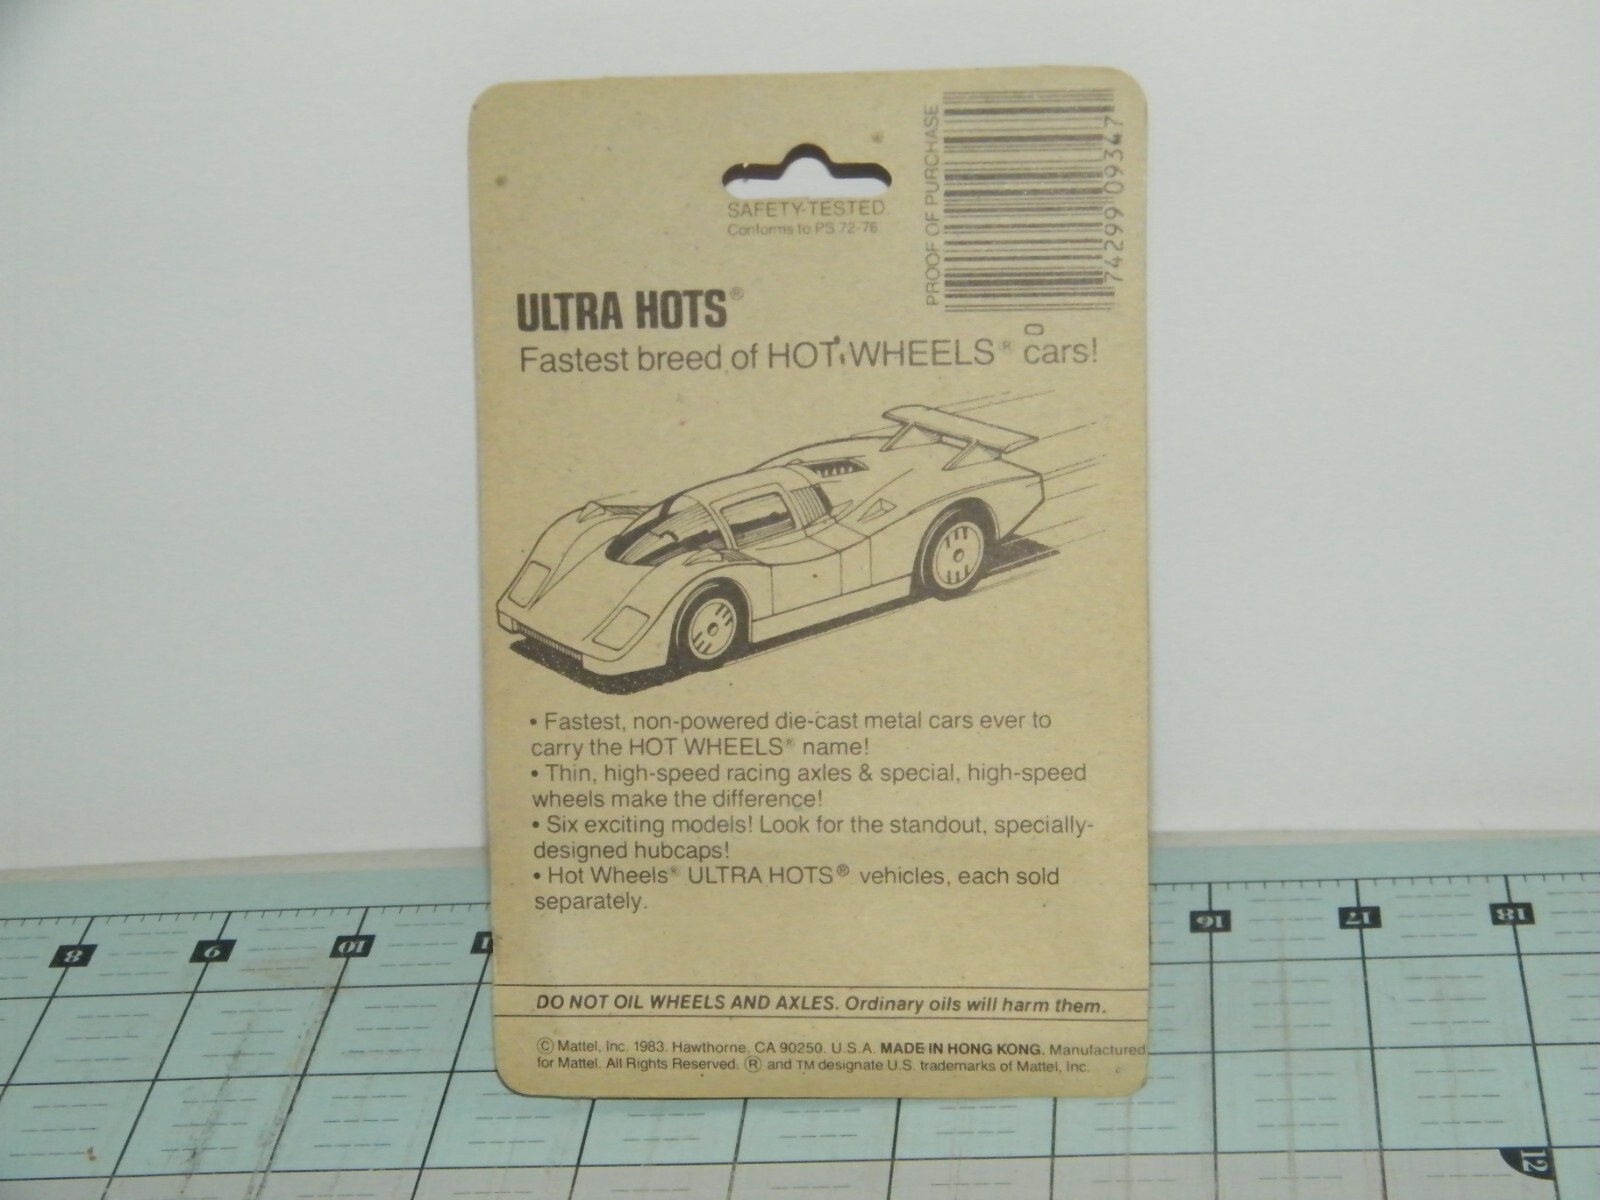 PROOF OF PURCHASE
74299 09347
SAFETY-TESTED
Conforms to PS 72-76
ULTRA HOTS®
Fastest breed of HOT WHEELS® cars!
• Fastest, non-powered die-cast metal cars ever to
carry the HOT WHEELS® name!
• Thin, high-speed racing axles & special, high-speed
wheels make the difference!
• Six exciting models! Look for the standout, specially-
designed hubcaps!
• Hot Wheels® ULTRA HOTS® vehicles, each sold
separately.
DO NOT OIL WHEELS AND AXLES. Ordinary oils will harm them.
© Mattel, Inc. 1983. Hawthorne, CA 90250. U.S.A. MADE IN HONG KONG. Manufactured
for Mattel. All Rights Reserved. ® and TM designate U.S. trademarks of Mattel, Inc.
8 9 10 1 16 17 18
12